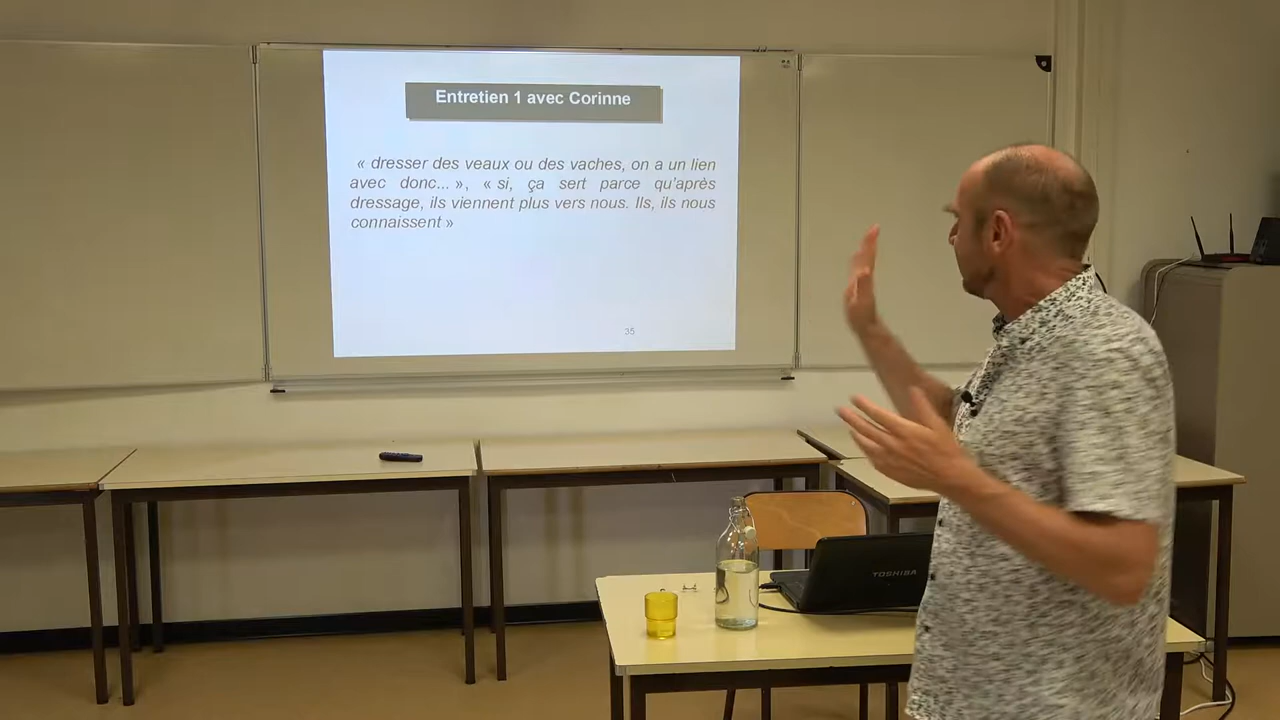 Entretien 1 avec Corinne
« dresser des veaux ou des vaches, on a un lien
avec donc... », « si, ça sert parce qu'après
dressage, ils viennent plus vers nous. Ils, ils nous
connaissent »
35
TOSHIBA